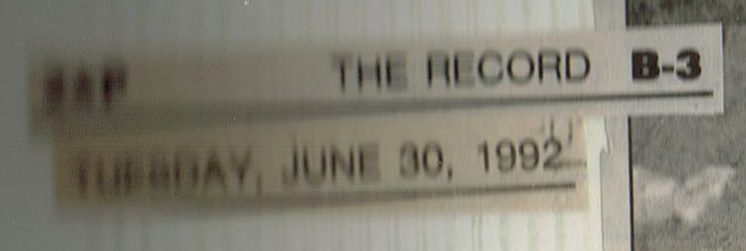 THE RECORD B-3
TUESDAY, JUNE 30, 1992